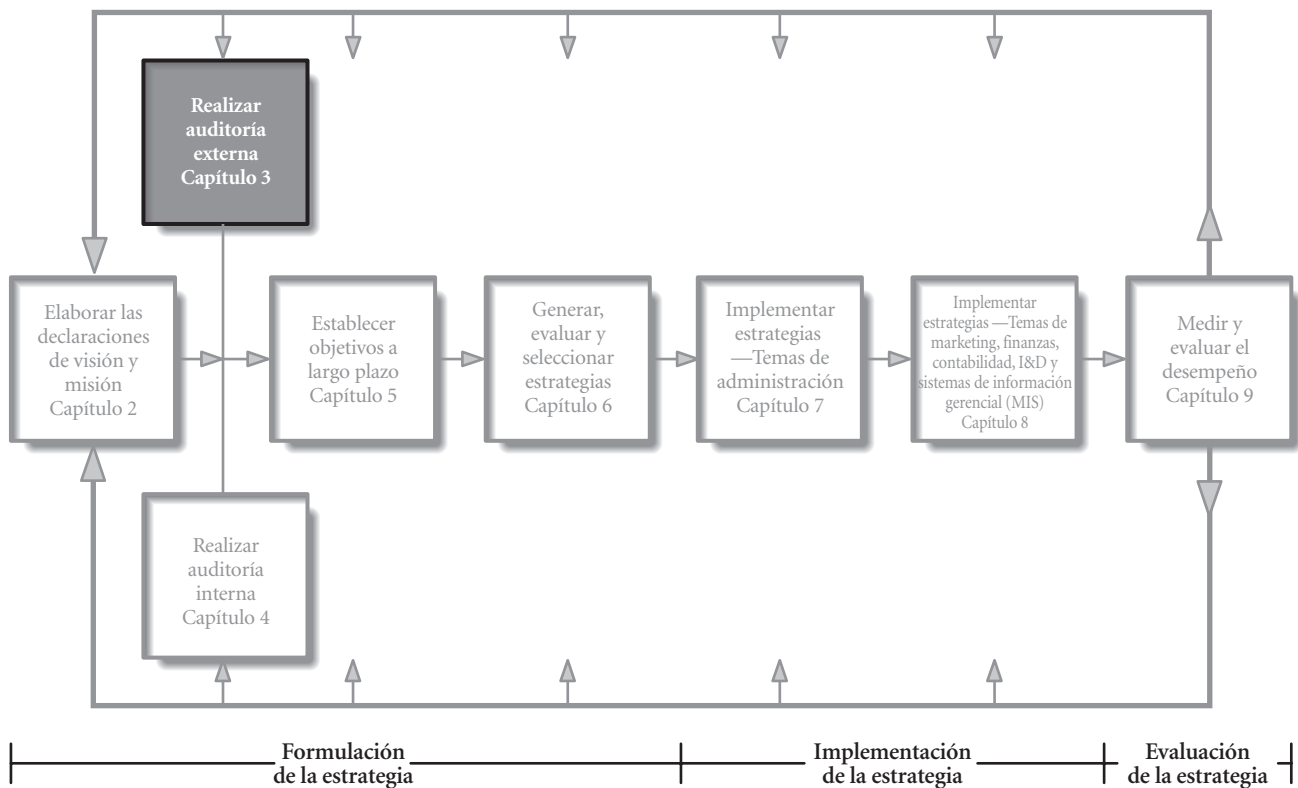 Realizar
auditoría
externa
Capítulo 3
Elaborar las
declaraciones
de visión y
misión
Capítulo 2
Establecer
objetivos a
largo plazo
Capítulo 5
Generar,
evaluar y
seleccionar
estrategias
Capítulo 6
Implementar
estrategias
—Temas de
administración
Capítulo 7
Implementar
estrategias —Temas de
marketing, finanzas,
contabilidad, I&D y
sistemas de información
gerencial (MIS)
Capítulo 8
Medir y
evaluar el
desempeño
Capítulo 9
Realizar
auditoría
interna
Capítulo 4
Formulación
de la estrategia
Implementación
de la estrategia
Evaluación
de la estrategia